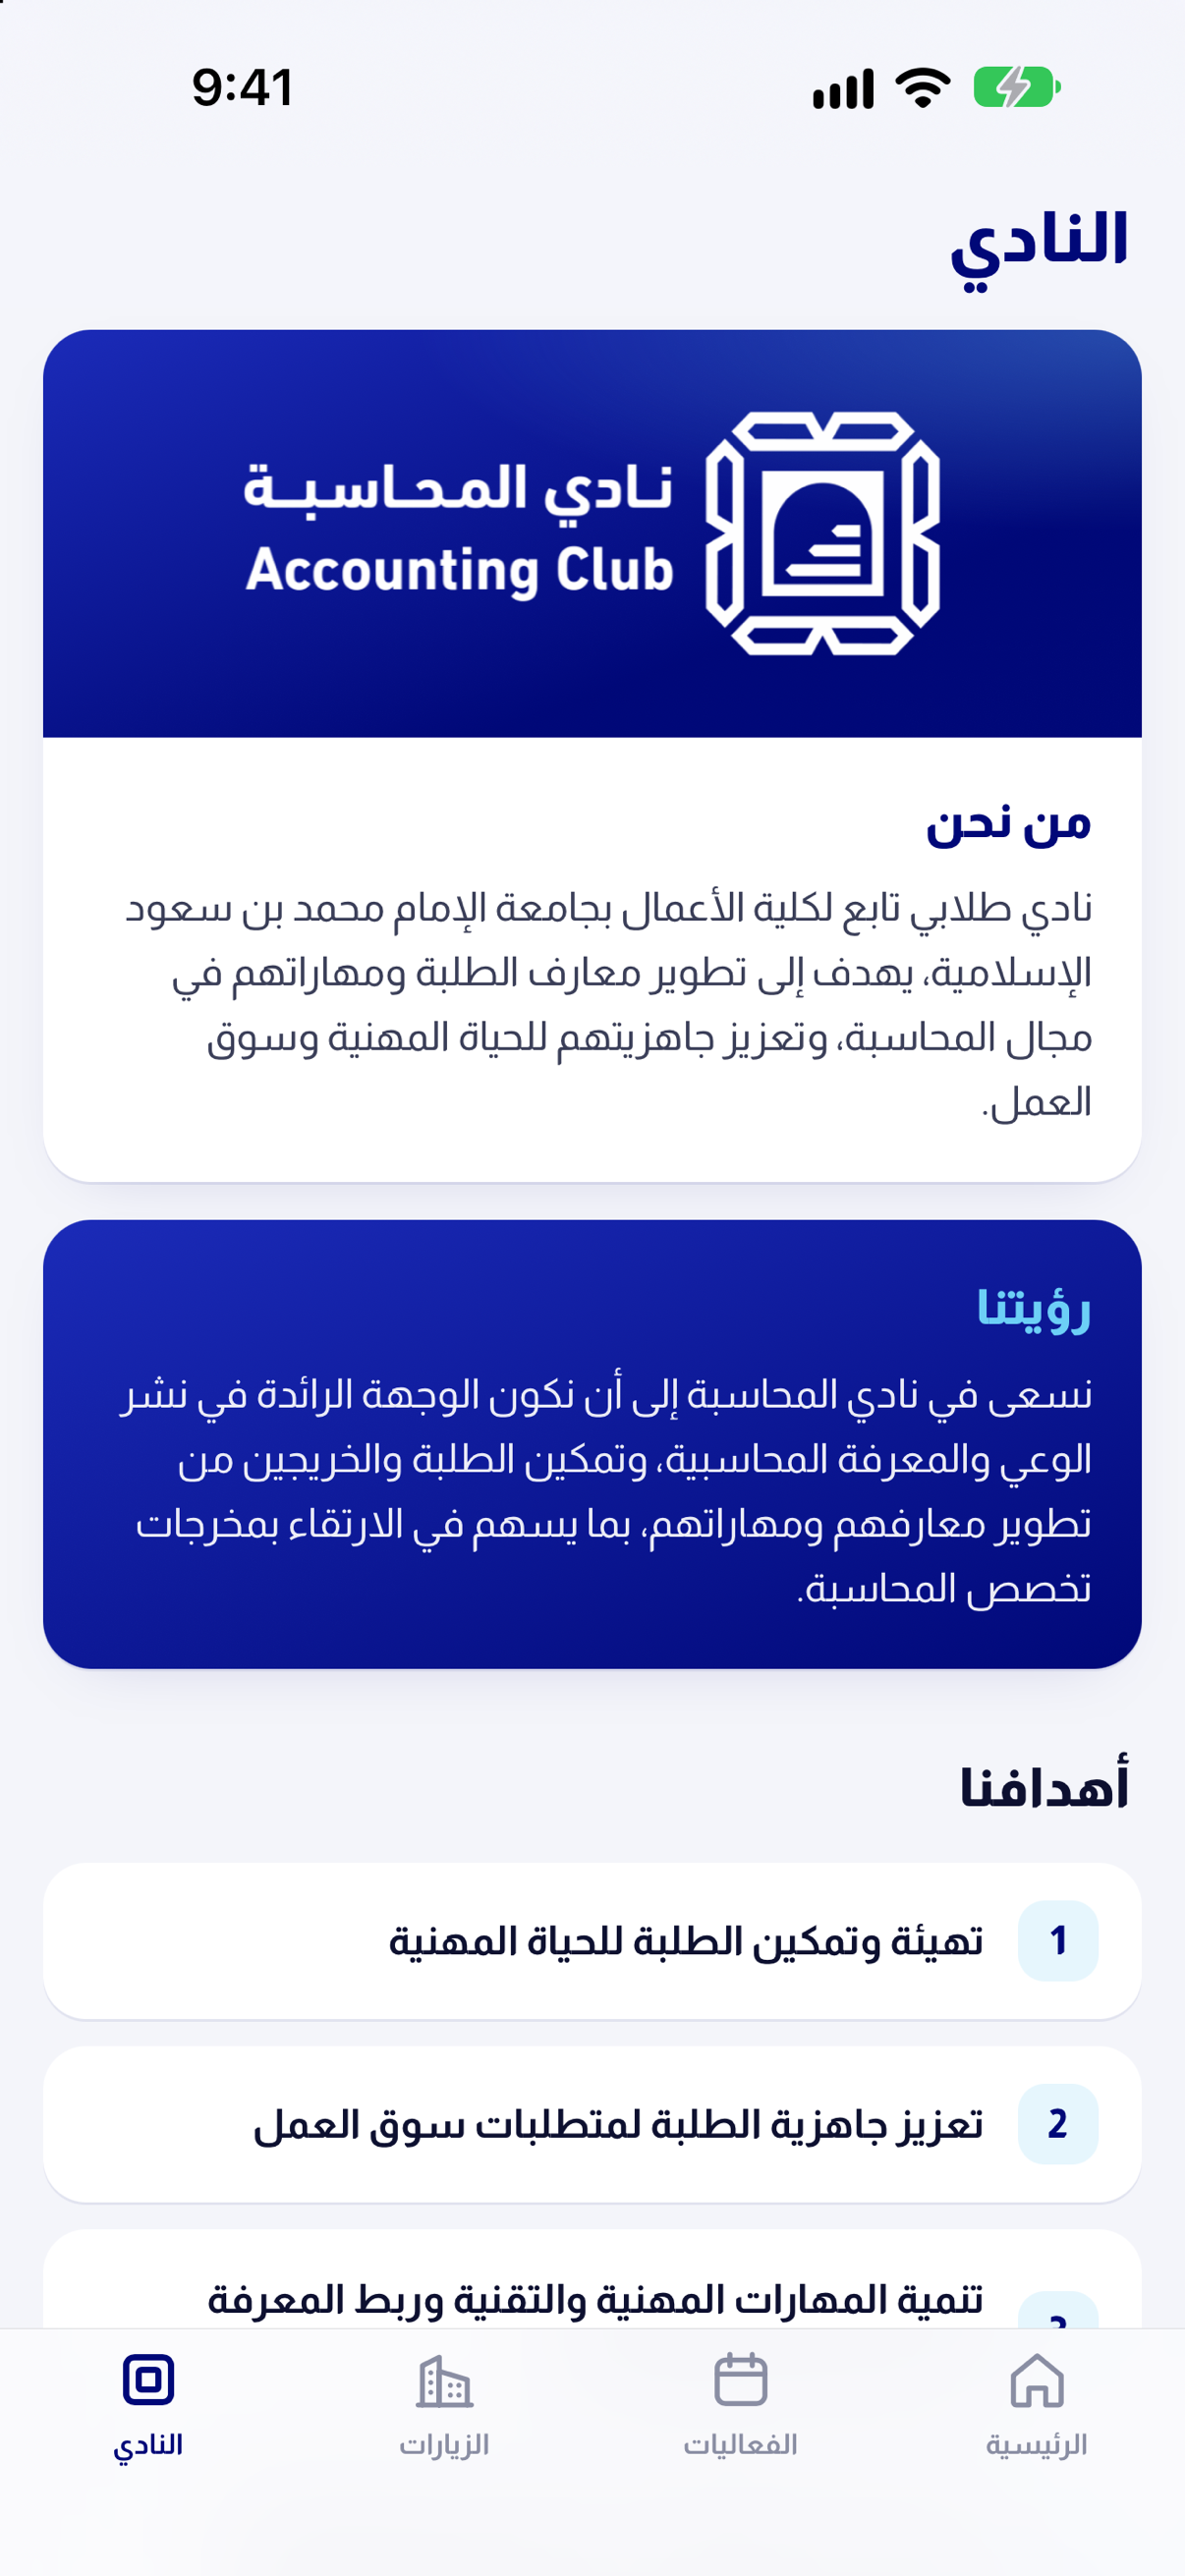 9:41
النادي
نـادي المـحـاسـبـة
Accounting Club
من نحن
نادي طلابي تابع لكلية الأعمال بجامعة الإمام محمد بن سعود
الإسلامية، يهدف إلى تطوير معارف الطلبة ومهاراتهم في
مجال المحاسبة، وتعزيز جاهزيتهم للحياة المهنية وسوق
العمل.
رؤيتنا
نسعى في نادي المحاسبة إلى أن نكون الوجهة الرائدة في نشر
الوعي والمعرفة المحاسبية، وتمكين الطلبة والخريجين من
تطوير معارفهم ومهاراتهم، بما يسهم في الارتقاء بمخرجات
تخصص المحاسبة.
أهدافنا
1 تهيئة وتمكين الطلبة للحياة المهنية
2 تعزيز جاهزية الطلبة لمتطلبات سوق العمل
تنمية المهارات المهنية والتقنية وربط المعرفة
الرئيسية
الفعاليات
الزيارات
النادي